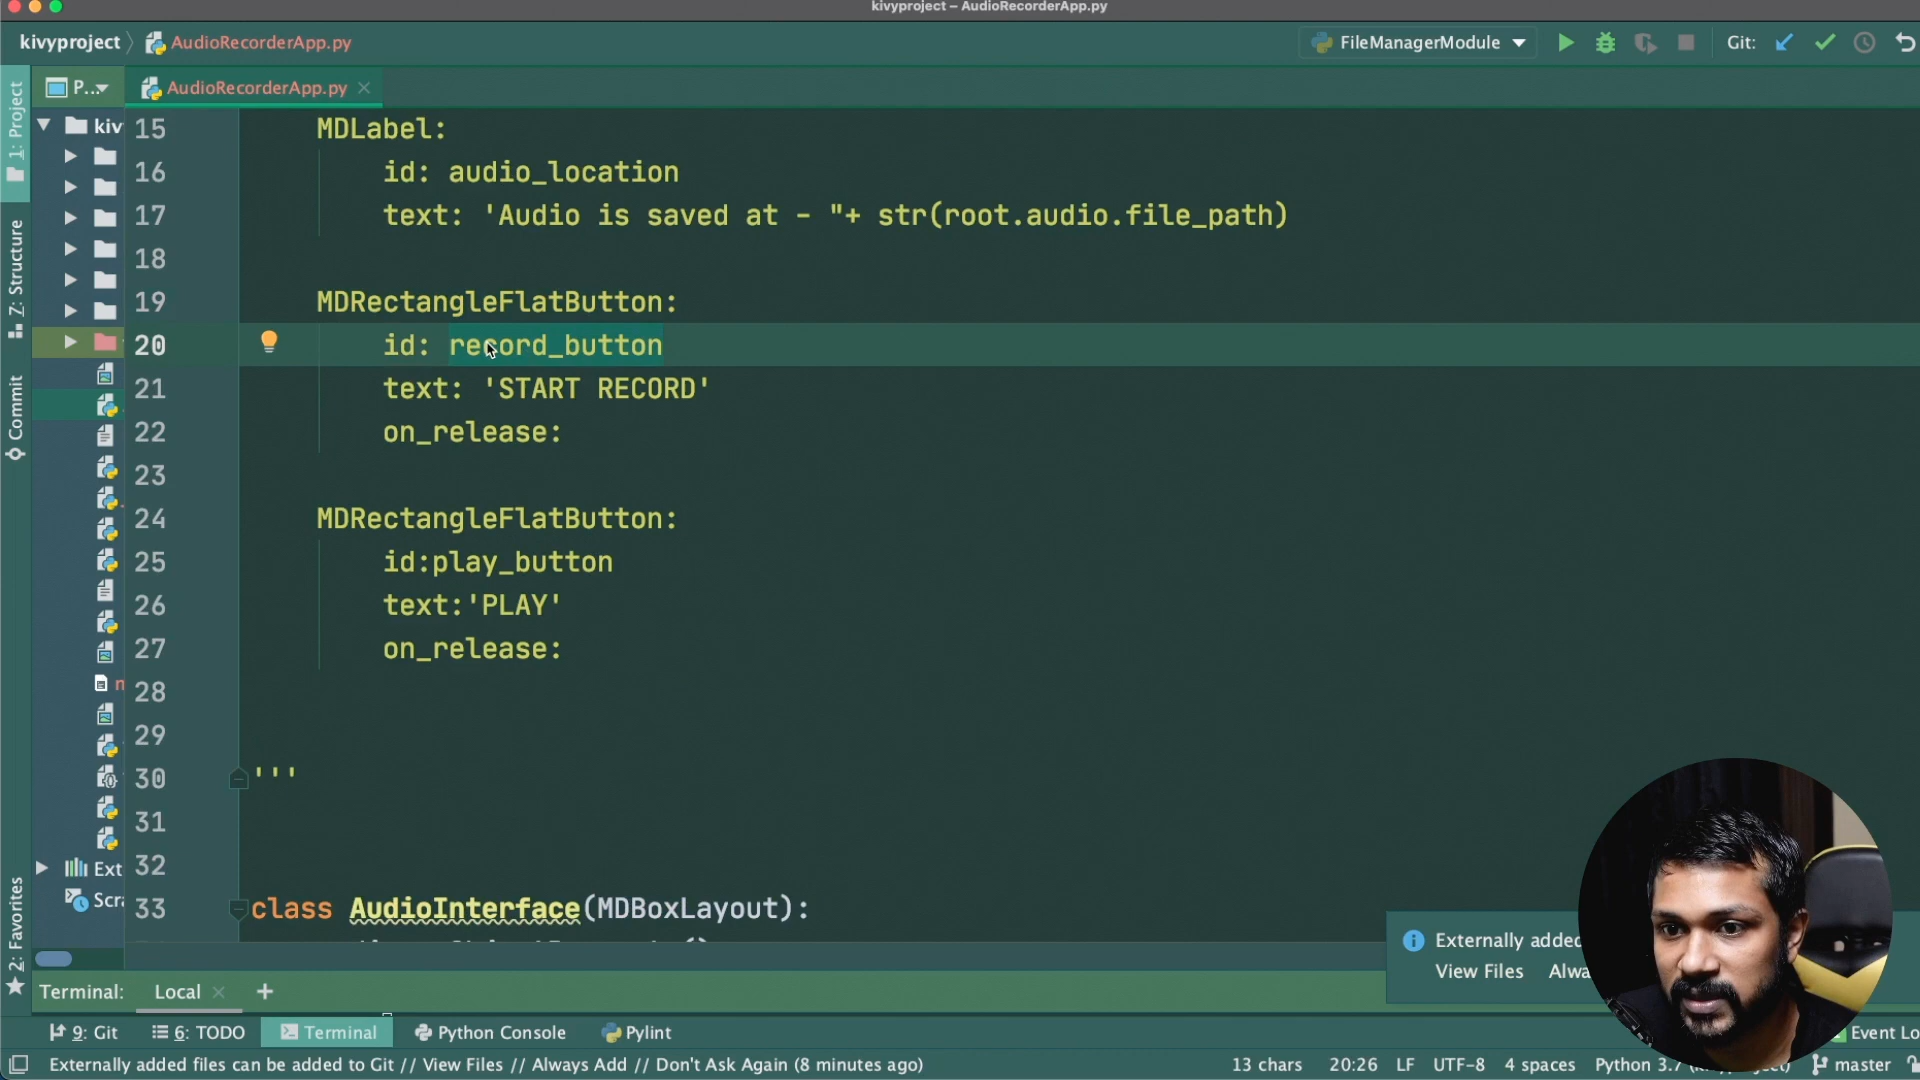 kivyproject – AudioRecorderApp.py
kivyproject AudioRecorderApp.py FileManagerModule Git:
P... AudioRecorderApp.py
1: Project
Z: Structure
Commit
2: Favorites
kiv
Ext
Scra
15 MDLabel:
16 id: audio_location
17 text: 'Audio is saved at - "+ str(root.audio.file_path)
18
19 MDRectangleFlatButton:
20 id: record_button
21 text: 'START RECORD'
22 on_release:
23
24 MDRectangleFlatButton:
25 id:play_button
26 text:'PLAY'
27 on_release:
28
29
30 '''
31
32
33 class AudioInterface(MDBoxLayout):
Externally added
View Files Alwa
Terminal: Local
9: Git 6: TODO Terminal Python Console Pylint Event Lo
Externally added files can be added to Git // View Files // Always Add // Don't Ask Again (8 minutes ago) 13 chars 20:26 LF UTF-8 4 spaces Python 3.7 master